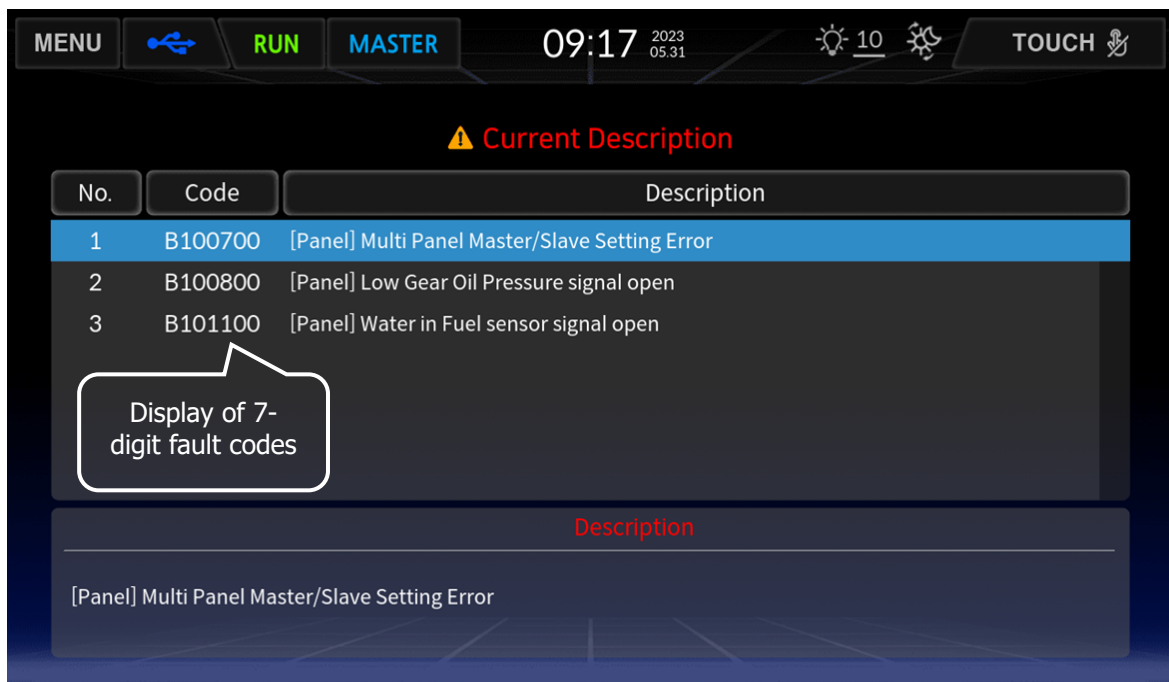 MENU RUN MASTER 09:17 2023 10 TOUCH
05.31
Current Description
No. Code Description
1 B100700 [Panel] Multi Panel Master/Slave Setting Error
2 B100800 [Panel] Low Gear Oil Pressure signal open
3 B101100 [Panel] Water in Fuel sensor signal open
Display of 7-
digit fault codes
Description
[Panel] Multi Panel Master/Slave Setting Error